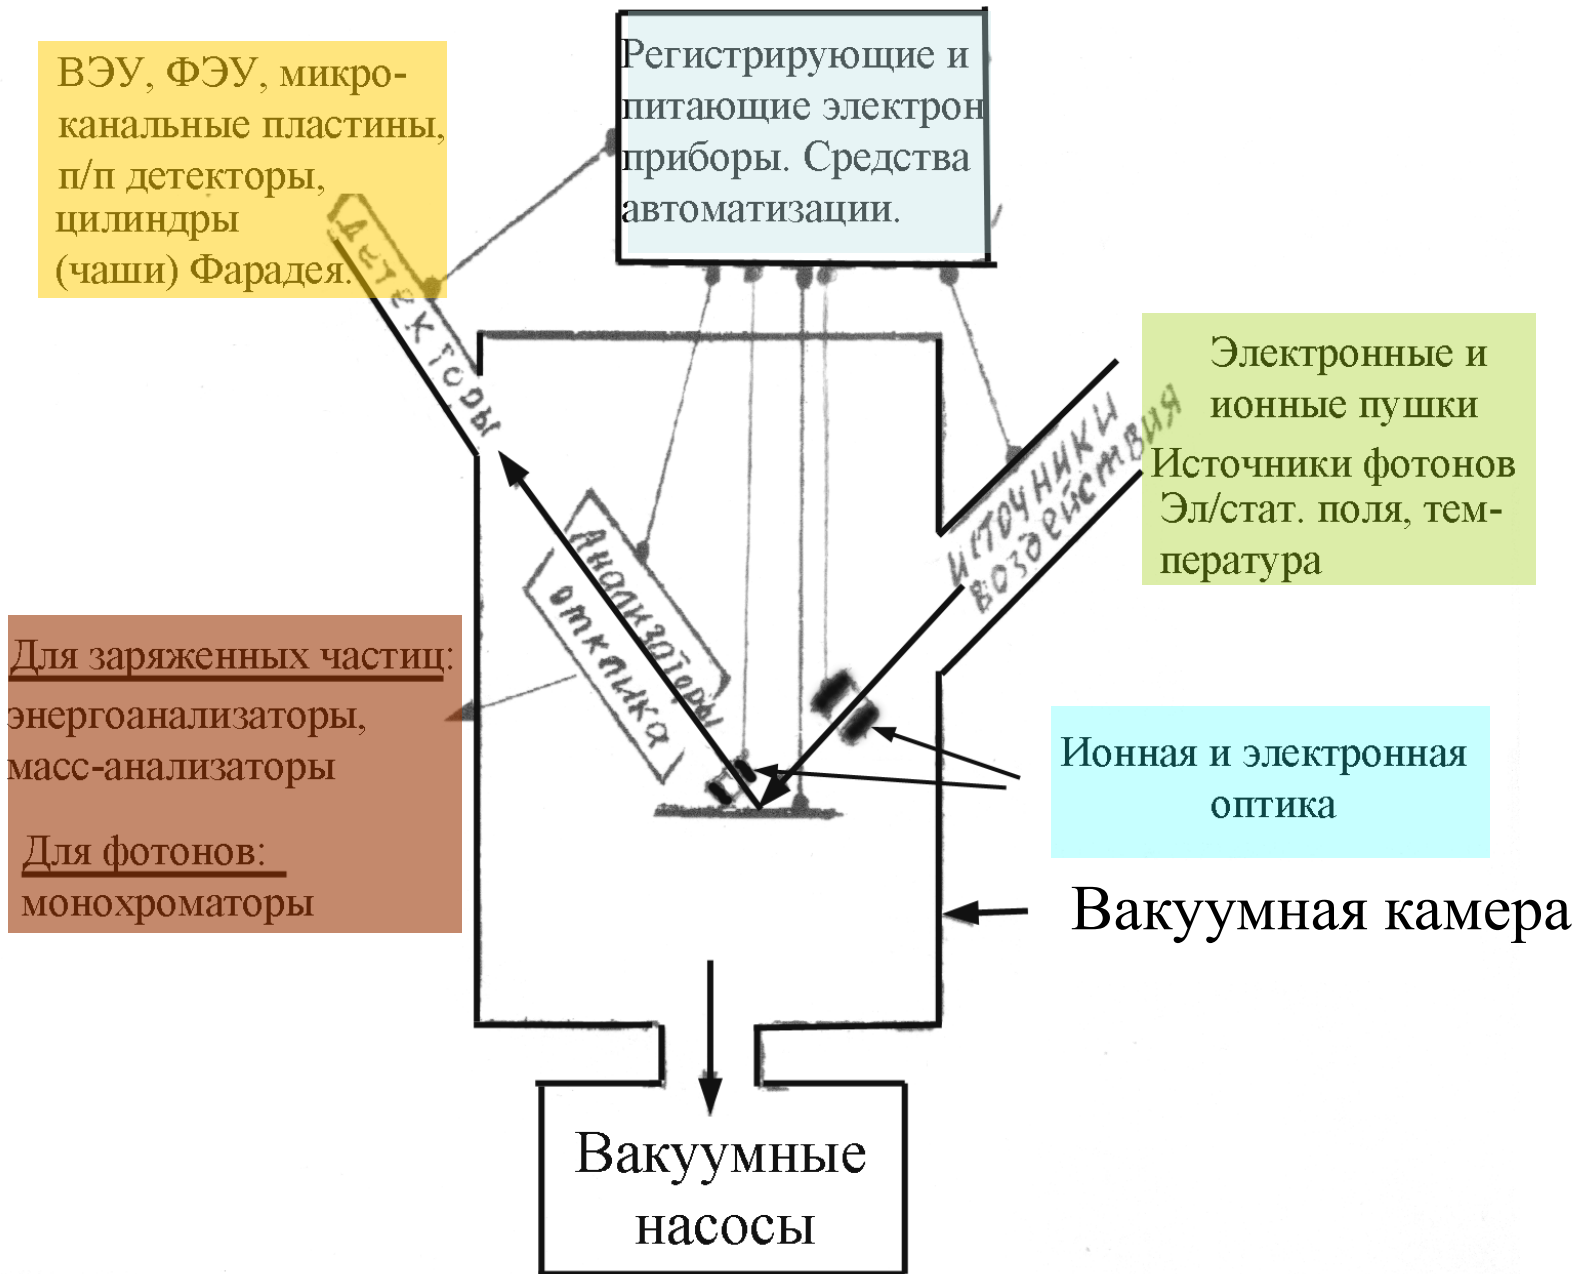 ВЭУ, ФЭУ, микро-
канальные пластины,
п/п детекторы,
цилиндры
(чаши) Фарадея.
Регистрирующие и
питающие электрон
приборы. Средства
автоматизации.
детекторы
Электронные и
ионные пушки
Источники фотонов
Эл/стат. поля, тем-
пература
источники
воздействия
Анализаторы
отклика
Для заряженных частиц:
энергоанализаторы,
масс-анализаторы
Для фотонов:
монохроматоры
Ионная и электронная
оптика
Вакуумная камера
Вакуумные
насосы